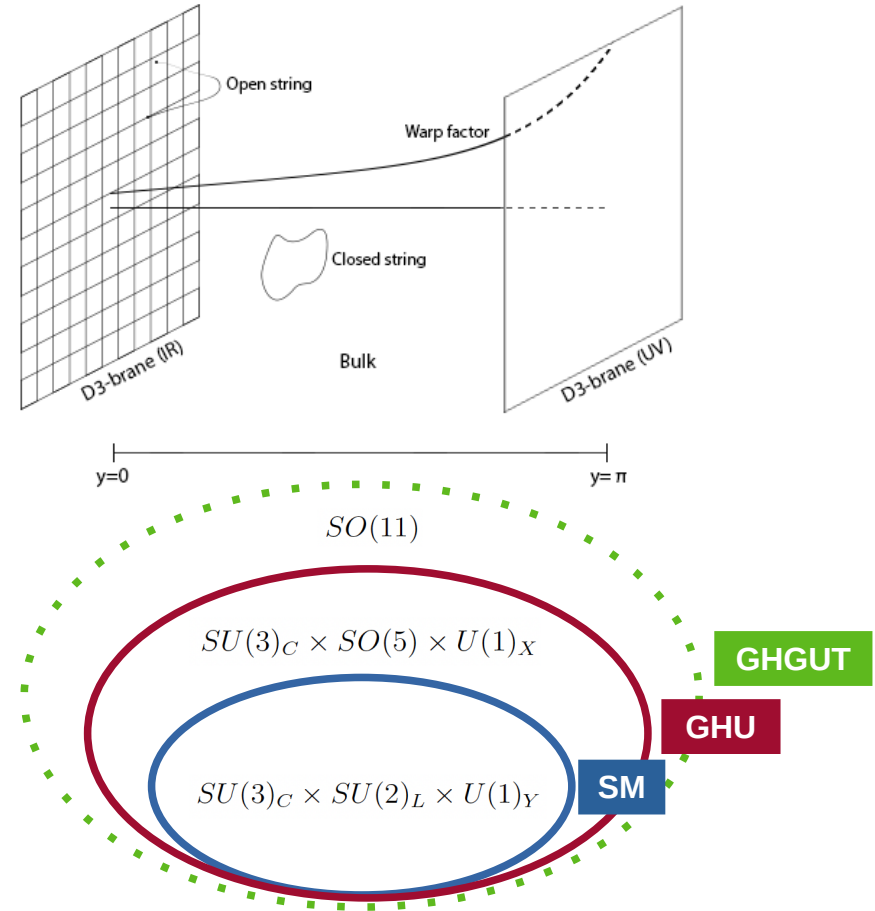 Open string
Warp factor
Closed string
Bulk
D3-brane (IR)
D3-brane (UV)
y=0
y= π
SO(11)
SU(3)_C × SO(5) × U(1)_X
GHGUT
GHU
SM
SU(3)_C × SU(2)_L × U(1)_Y